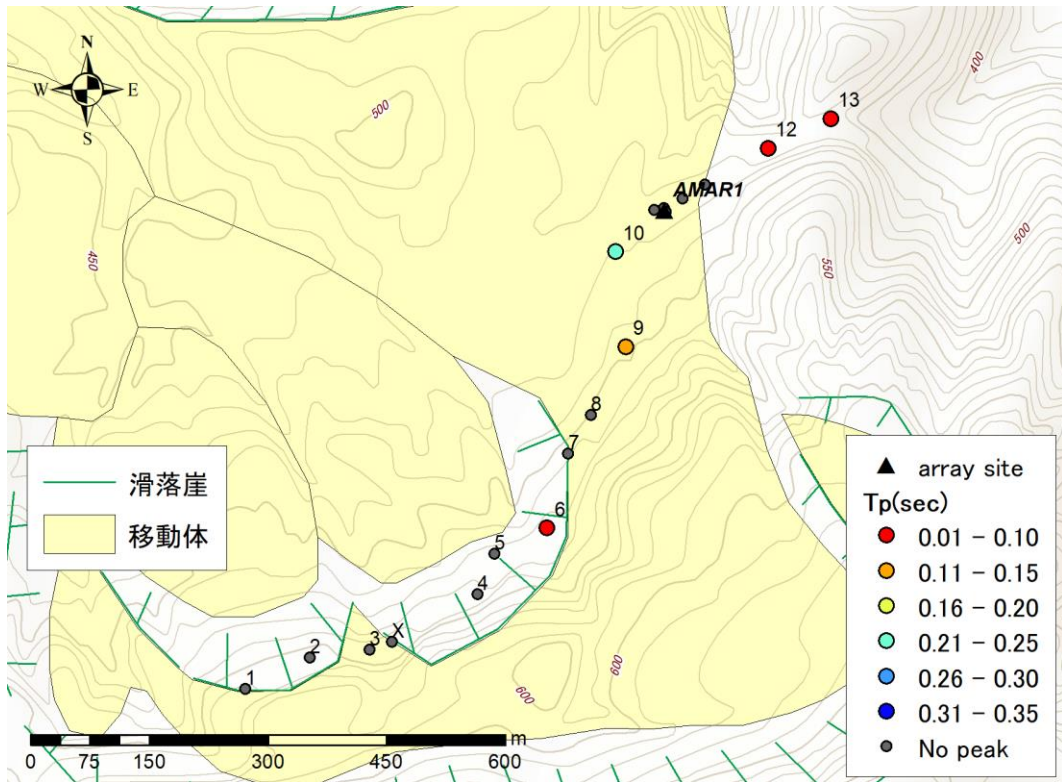 N
W E
S
500
400
13
12
AMAR1
10
450
550
500
9
8
7
6
5
4
X
3
2
1
600
600
滑落崖
移動体
0 75 150 300 450 600 m
array site
Tp(sec)
0.01 - 0.10
0.11 - 0.15
0.16 - 0.20
0.21 - 0.25
0.26 - 0.30
0.31 - 0.35
No peak